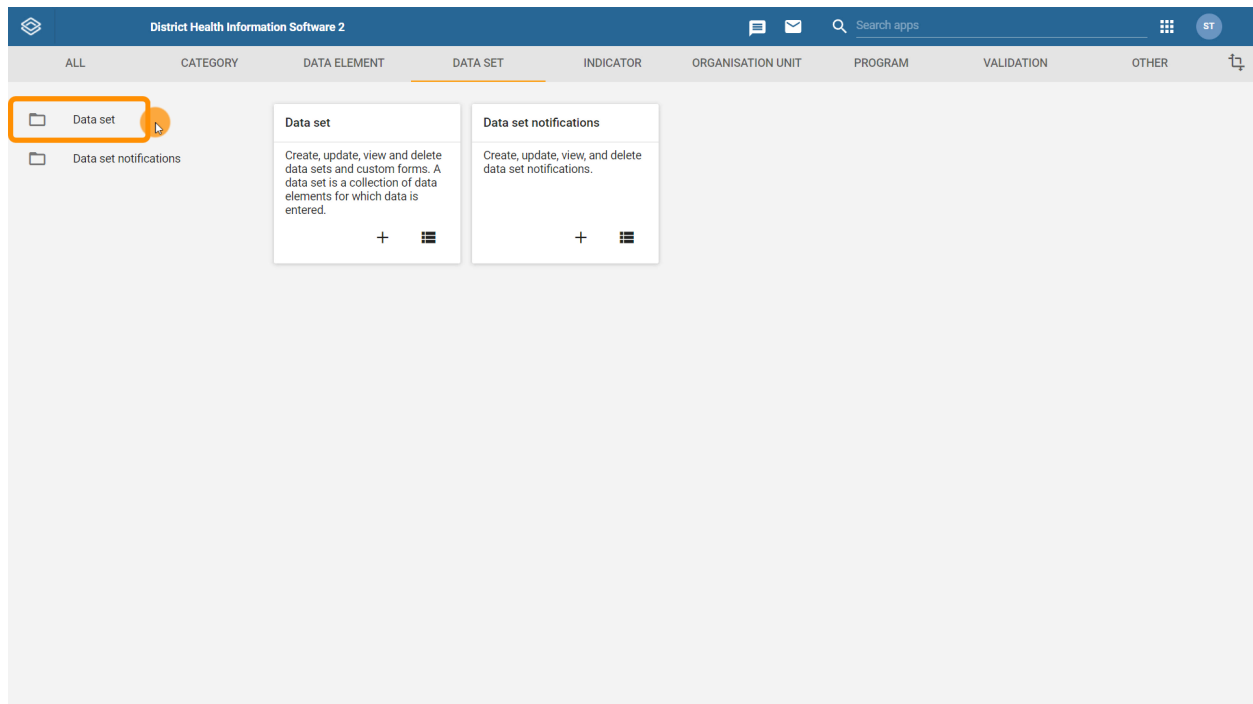 District Health Information Software 2
Search apps
ST
ALL CATEGORY DATA ELEMENT DATA SET INDICATOR ORGANISATION UNIT PROGRAM VALIDATION OTHER
Data set
Data set notifications
Data set
Create, update, view and delete
data sets and custom forms. A
data set is a collection of data
elements for which data is
entered.
Data set notifications
Create, update, view, and delete
data set notifications.